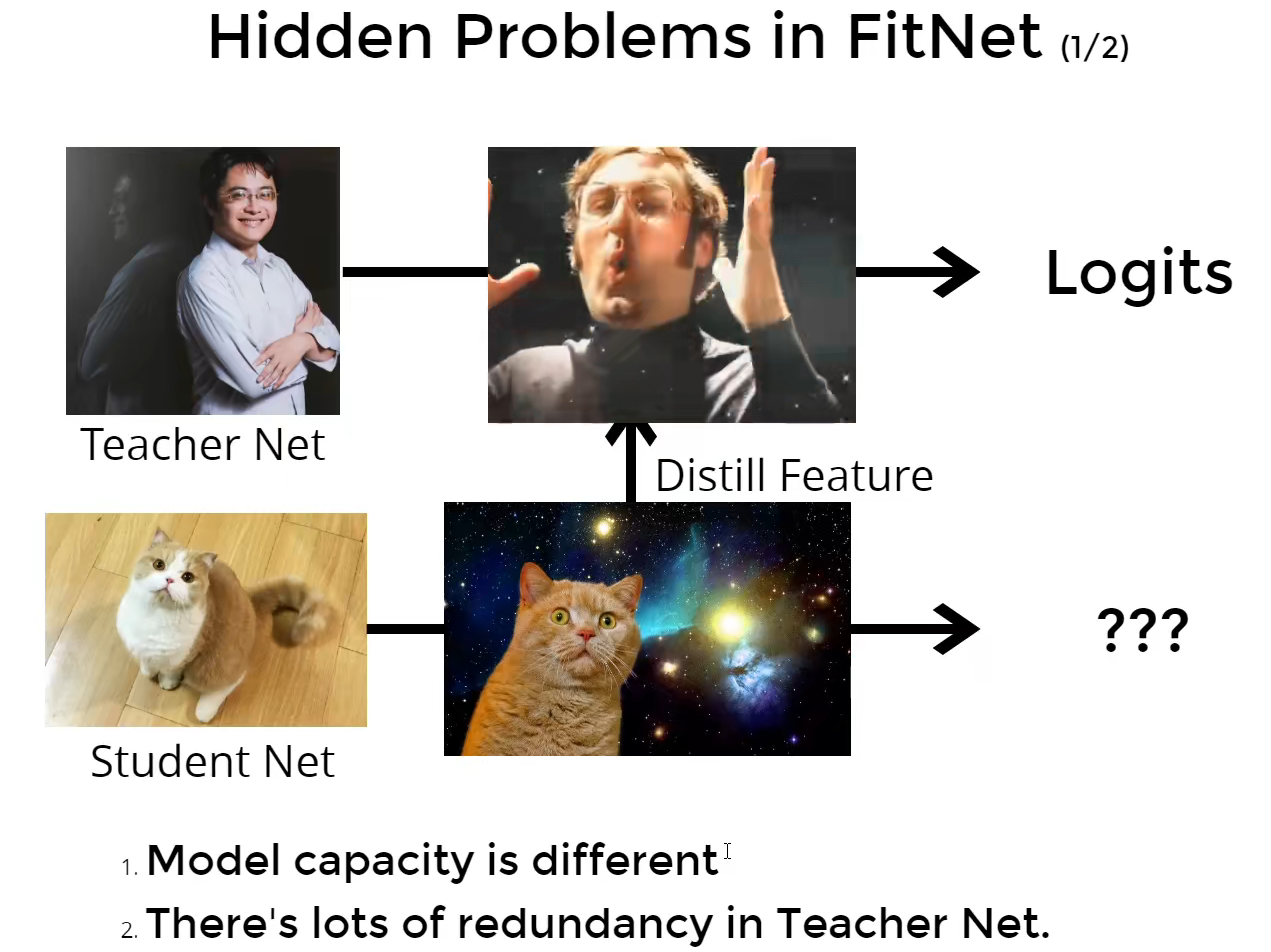 Hidden Problems in FitNet (1/2)
Logits
Teacher Net
Distill Feature
???
Student Net
1. Model capacity is different
2. There's lots of redundancy in Teacher Net.